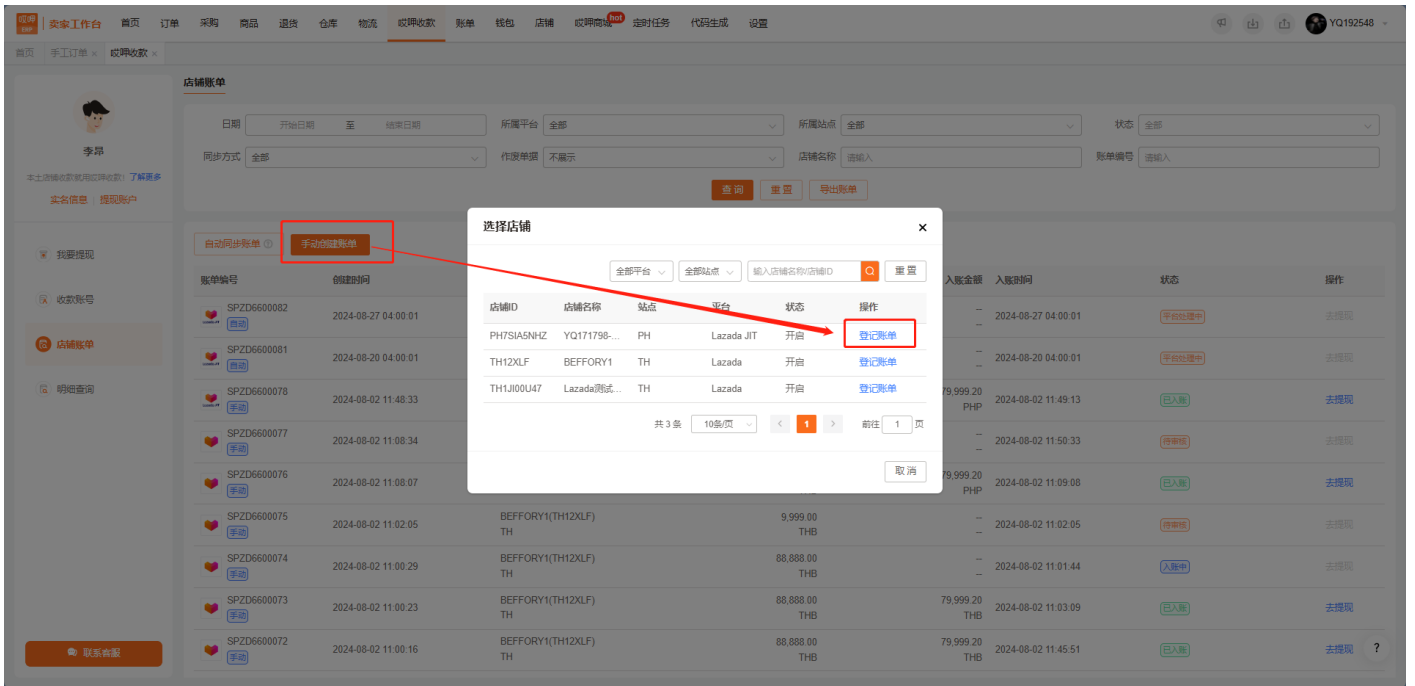 哎呷 ERP 卖家工作台 首页 订单 采购 商品 退货 仓库 物流 哎呷收款 账单 钱包 店铺 哎呷商城 hot 定时任务 代码生成 设置 YQ192548
首页 手工订单 × 哎呷收款 ×
店铺账单
日期 开始日期 至 结束日期 所属平台 全部 所属站点 全部 状态 全部
李昂
同步方式 全部 作废单据 不展示 店铺名称 请输入 账单编号 请输入
本土店铺收款就用哎呷收款! 了解更多
实名信息 | 提现账户
查询 重置 导出账单
我要提现
收款账号
店铺账单
明细查询
联系客服
自动同步账单 手动创建账单
账单编号 创建时间 入账金额 入账时间 状态 操作
SPZD6600082 自动 2024-08-27 04:00:01 -- -- 2024-08-27 04:00:01 平台处理中 去提现
SPZD6600081 自动 2024-08-20 04:00:01 -- -- 2024-08-20 04:00:01 平台处理中 去提现
SPZD6600078 手动 2024-08-02 11:48:33 79,999.20 PHP 2024-08-02 11:49:13 已入账 去提现
SPZD6600077 手动 2024-08-02 11:08:34 -- -- 2024-08-02 11:50:33 待审核 去提现
SPZD6600076 手动 2024-08-02 11:08:07 79,999.20 PHP 2024-08-02 11:09:08 已入账 去提现
SPZD6600075 手动 2024-08-02 11:02:05 BEFFORY1(TH12XLF) TH 9,999.00 THB -- -- 2024-08-02 11:02:05 待审核 去提现
SPZD6600074 手动 2024-08-02 11:00:29 BEFFORY1(TH12XLF) TH 88,888.00 THB -- -- 2024-08-02 11:01:44 入账中 去提现
SPZD6600073 手动 2024-08-02 11:00:23 BEFFORY1(TH12XLF) TH 88,888.00 THB 79,999.20 THB 2024-08-02 11:03:09 已入账 去提现
SPZD6600072 手动 2024-08-02 11:00:16 BEFFORY1(TH12XLF) TH 88,888.00 THB 79,999.20 THB 2024-08-02 11:45:51 已入账 去提现
?
选择店铺 ×
全部平台 全部站点 输入店铺名称/店铺ID 重置
店铺ID 店铺名称 站点 平台 状态 操作
PH7SIA5NHZ YQ171798-... PH Lazada JIT 开启 登记账单
TH12XLF BEFFORY1 TH Lazada 开启 登记账单
TH1JI00U47 Lazada测试... TH Lazada 开启 登记账单
共 3 条 10条/页 < 1 > 前往 1 页
取消